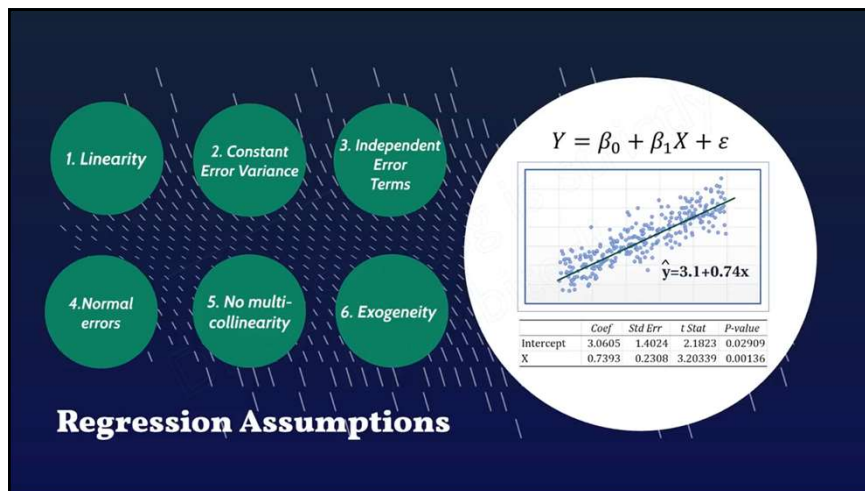 1. Linearity
2. Constant
Error Variance
3. Independent
Error
Terms
4.Normal
errors
5. No multi-
collinearity
6. Exogeneity
Regression Assumptions
Y = β₀ + β₁X + ε
ŷ=3.1+0.74x
Coef Std Err t Stat P-value
Intercept 3.0605 1.4024 2.1823 0.02909
X 0.7393 0.2308 3.20339 0.00136